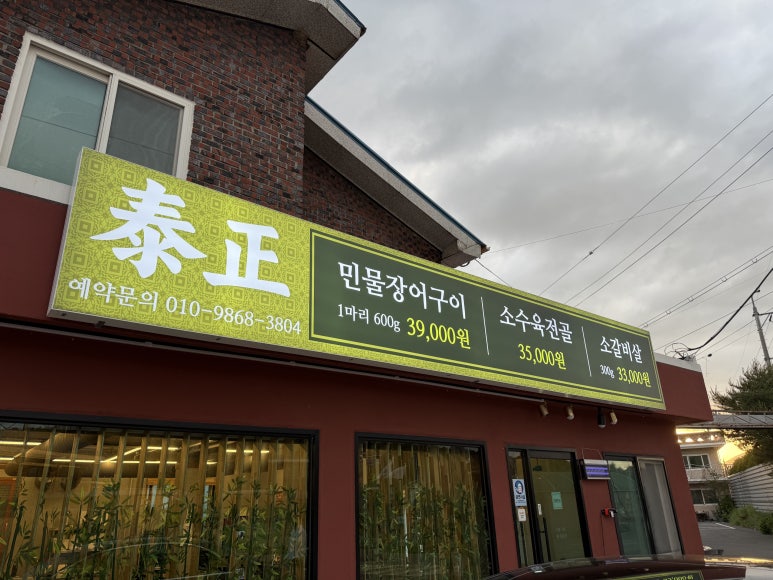 泰正
예약문의 010-9868-3804
민물장어구이
1마리 600g 39,000원
소수육전골
35,000원
소갈비살
300g 33,000원